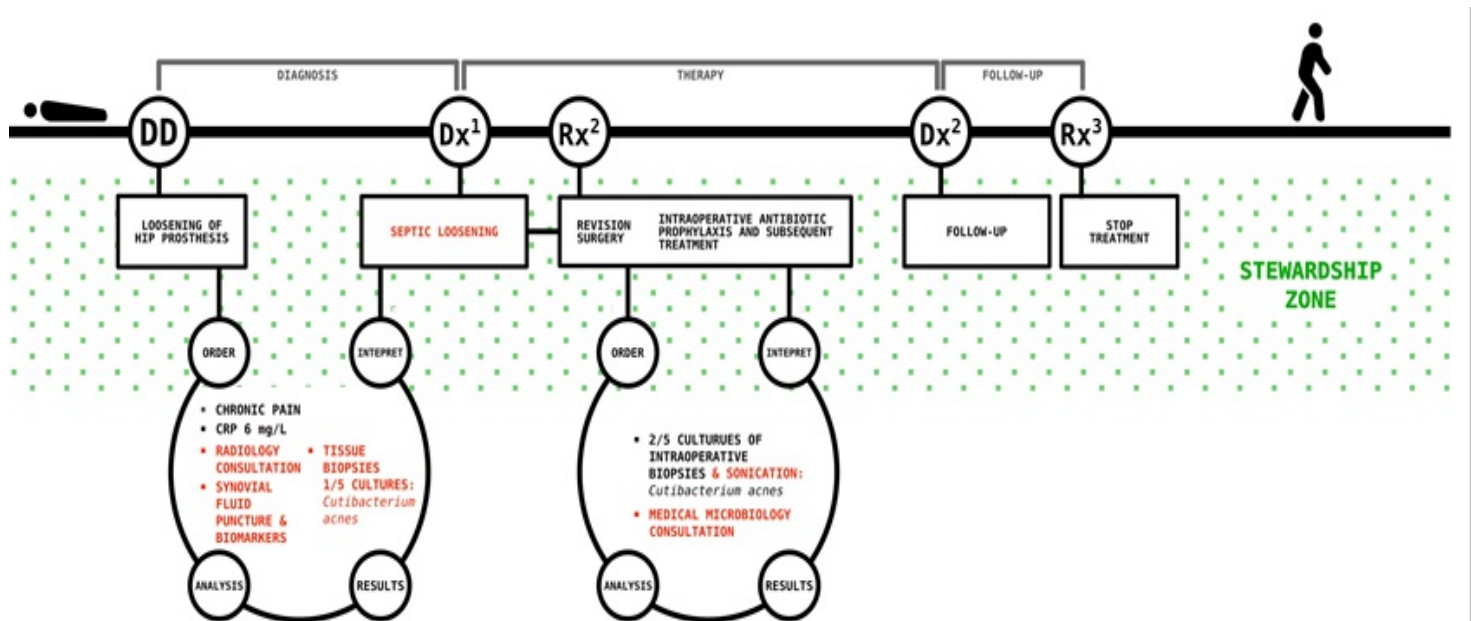 DIAGNOSIS
THERAPY
FOLLOW-UP
DD
Dx¹
Rx²
Dx²
Rx³
LOOSENING OF
HIP PROSTHESIS
SEPTIC LOOSENING
REVISION
SURGERY
INTRAOPERATIVE ANTIBIOTIC
PROPHYLAXIS AND SUBSEQUENT
TREATMENT
FOLLOW-UP
STOP
TREATMENT
STEWARDSHIP
ZONE
ORDER
INTEPRET
• CHRONIC PAIN
• CRP 6 mg/L
• RADIOLOGY
CONSULTATION
• SYNOVIAL
FLUID
PUNCTURE &
BIOMARKERS
• TISSUE
BIOPSIES
1/5 CULTURES:
Cutibacterium
acnes
ANALYSIS
RESULTS
ORDER
INTEPRET
• 2/5 CULTURUES OF
INTRAOPERATIVE
BIOPSIES & SONICATION:
Cutibacterium acnes
• MEDICAL MICROBIOLOGY
CONSULTATION
ANALYSIS
RESULTS